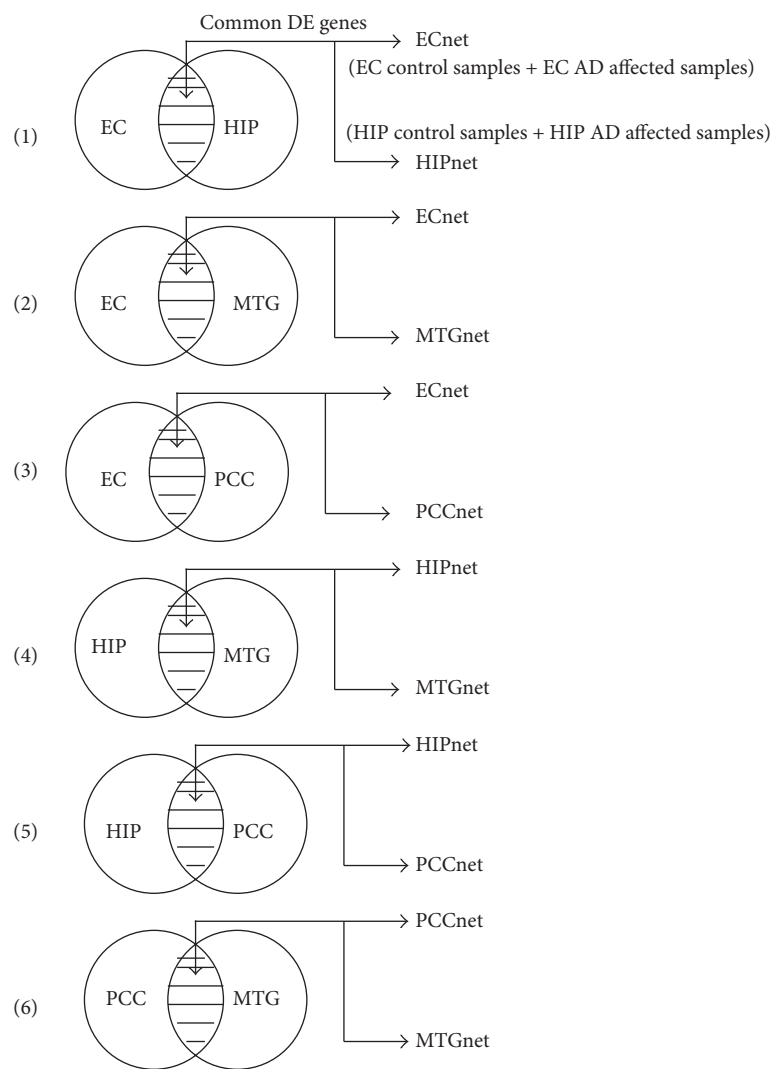 Common DE genes
ECnet
(EC control samples + EC AD affected samples)
(1)
EC
HIP
(HIP control samples + HIP AD affected samples)
HIPnet
ECnet
(2)
EC
MTG
MTGnet
ECnet
(3)
EC
PCC
PCCnet
HIPnet
(4)
HIP
MTG
MTGnet
HIPnet
(5)
HIP
PCC
PCCnet
PCCnet
(6)
PCC
MTG
MTGnet